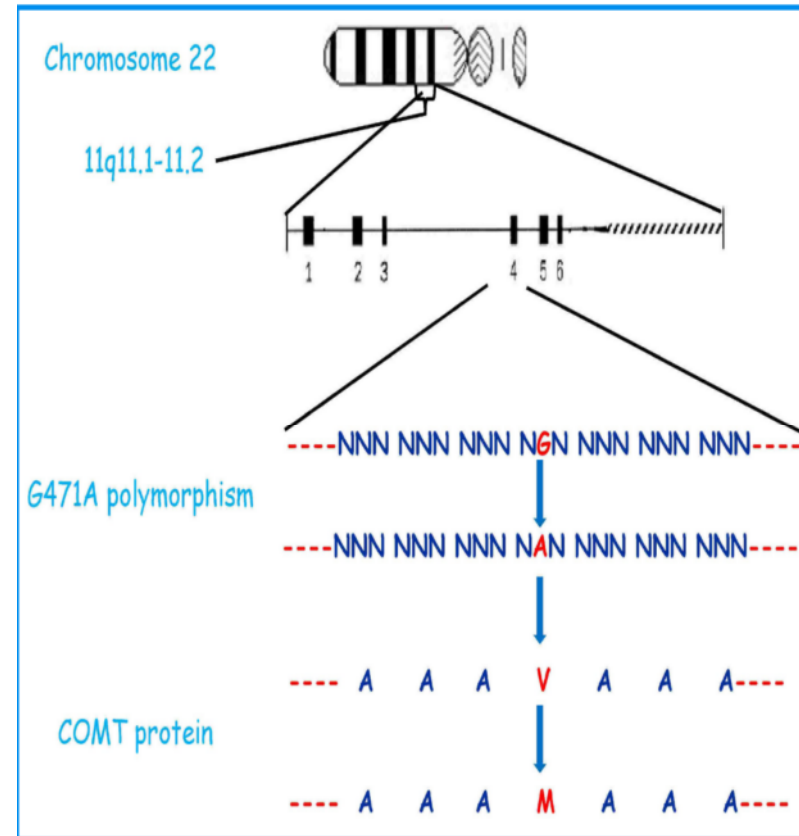 Chromosome 22
11q11.1-11.2
1 2 3 4 5 6
----NNN NNN NNN NGN NNN NNN NNN----
G471A polymorphism
----NNN NNN NNN NAN NNN NNN NNN----
---- A A A V A A A----
COMT protein
---- A A A M A A A----